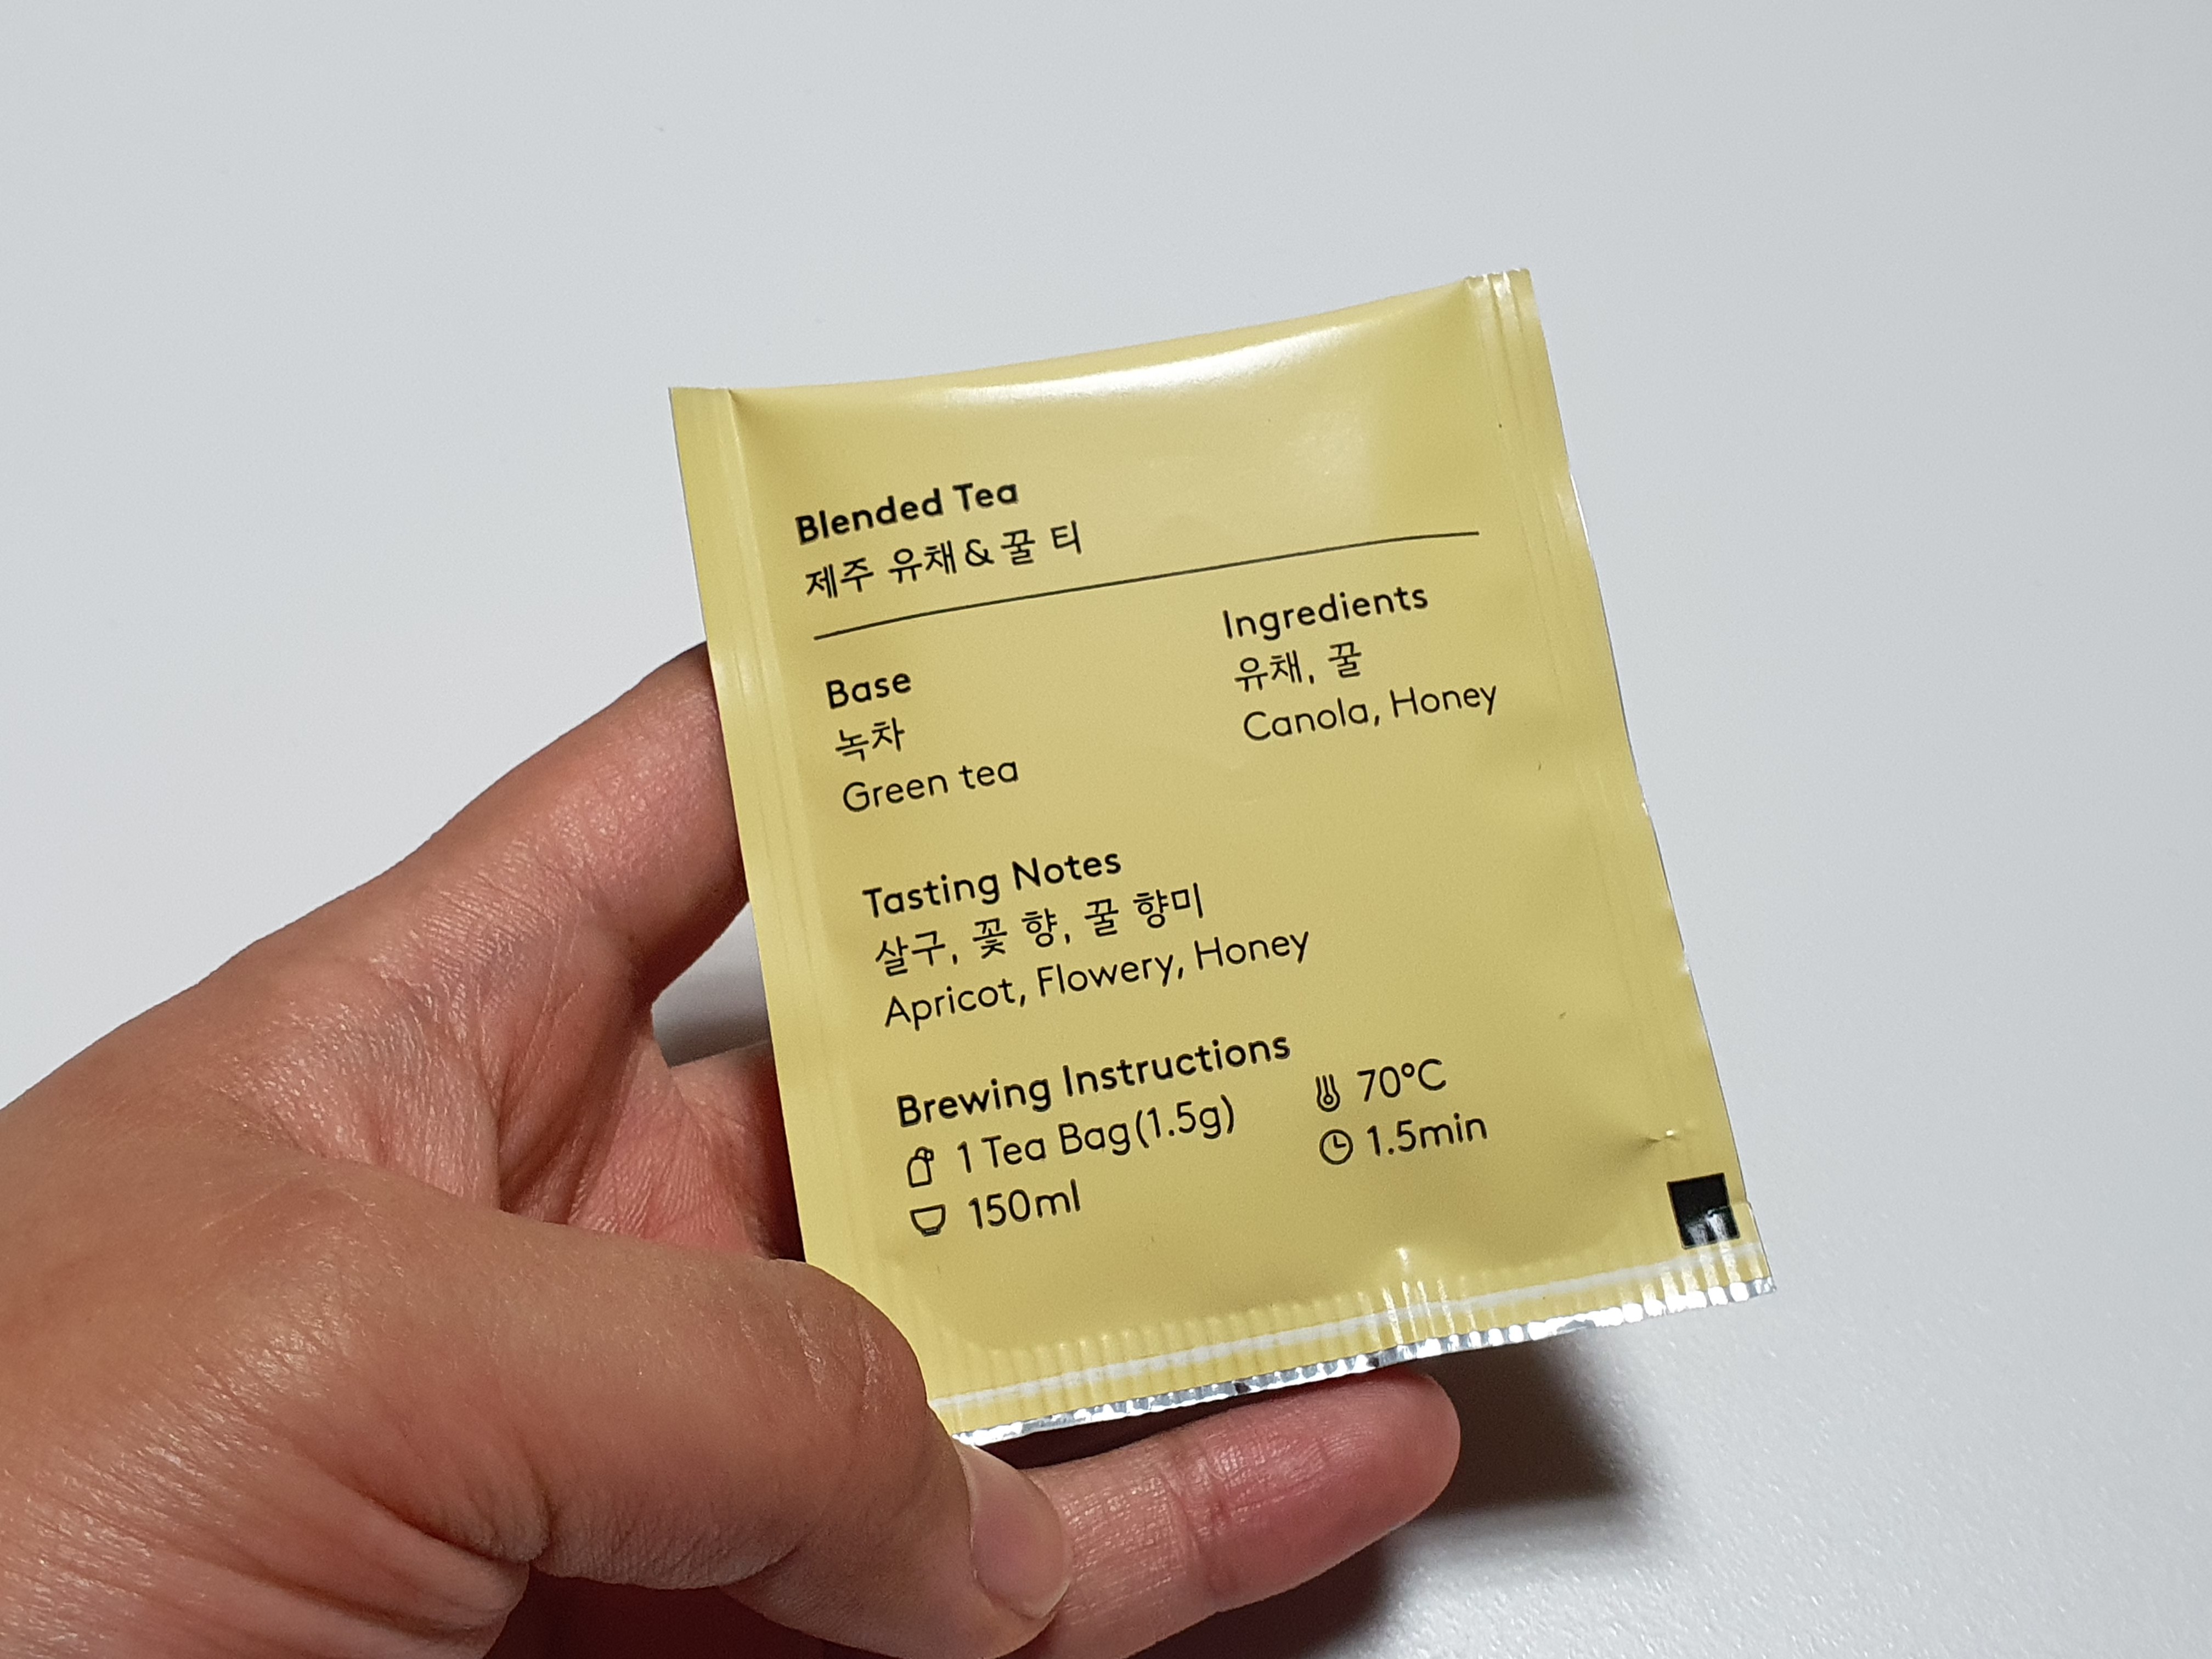 Blended Tea
제주 유채 & 꿀 티
Base
녹차
Green tea
Ingredients
유채, 꿀
Canola, Honey
Tasting Notes
살구, 꽃 향, 꿀 향미
Apricot, Flowery, Honey
Brewing Instructions
1 Tea Bag(1.5g)
150ml
70°C
1.5min